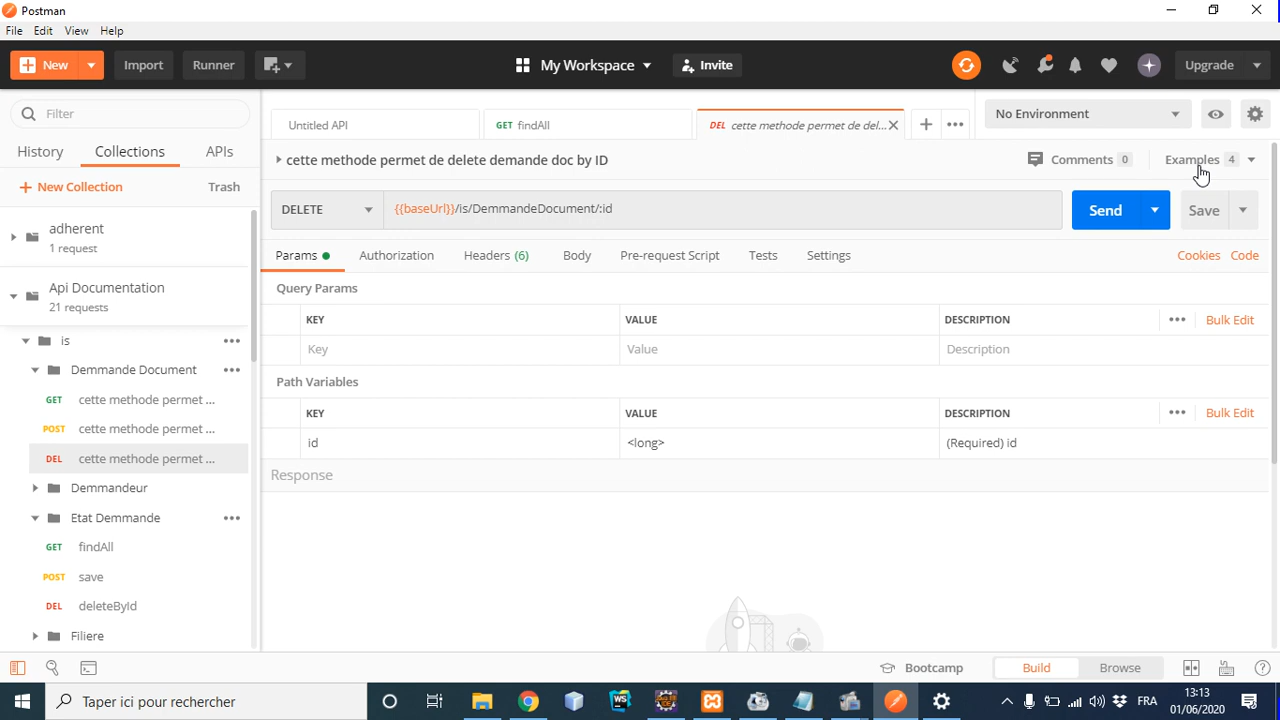 Postman
File Edit View Help
New Import Runner My Workspace Invite Upgrade
Filter
History Collections APIs
New Collection Trash
adherent
1 request
Api Documentation
21 requests
is
Demmande Document
GET cette methode permet ...
POST cette methode permet ...
DEL cette methode permet ...
Demmandeur
Etat Demmande
GET findAll
POST save
DEL deleteById
Filiere
Untitled API GET findAll DEL cette methode permet de del... No Environment
cette methode permet de delete demande doc by ID Comments 0 Examples 4
DELETE {{baseUrl}}/is/DemmandeDocument/:id Send Save
Params Authorization Headers (6) Body Pre-request Script Tests Settings Cookies Code
Query Params
KEY VALUE DESCRIPTION Bulk Edit
Key Value Description
Path Variables
KEY VALUE DESCRIPTION Bulk Edit
id <long> (Required) id
Response
Bootcamp Build Browse
Taper ici pour rechercher FRA 13:13
01/06/2020